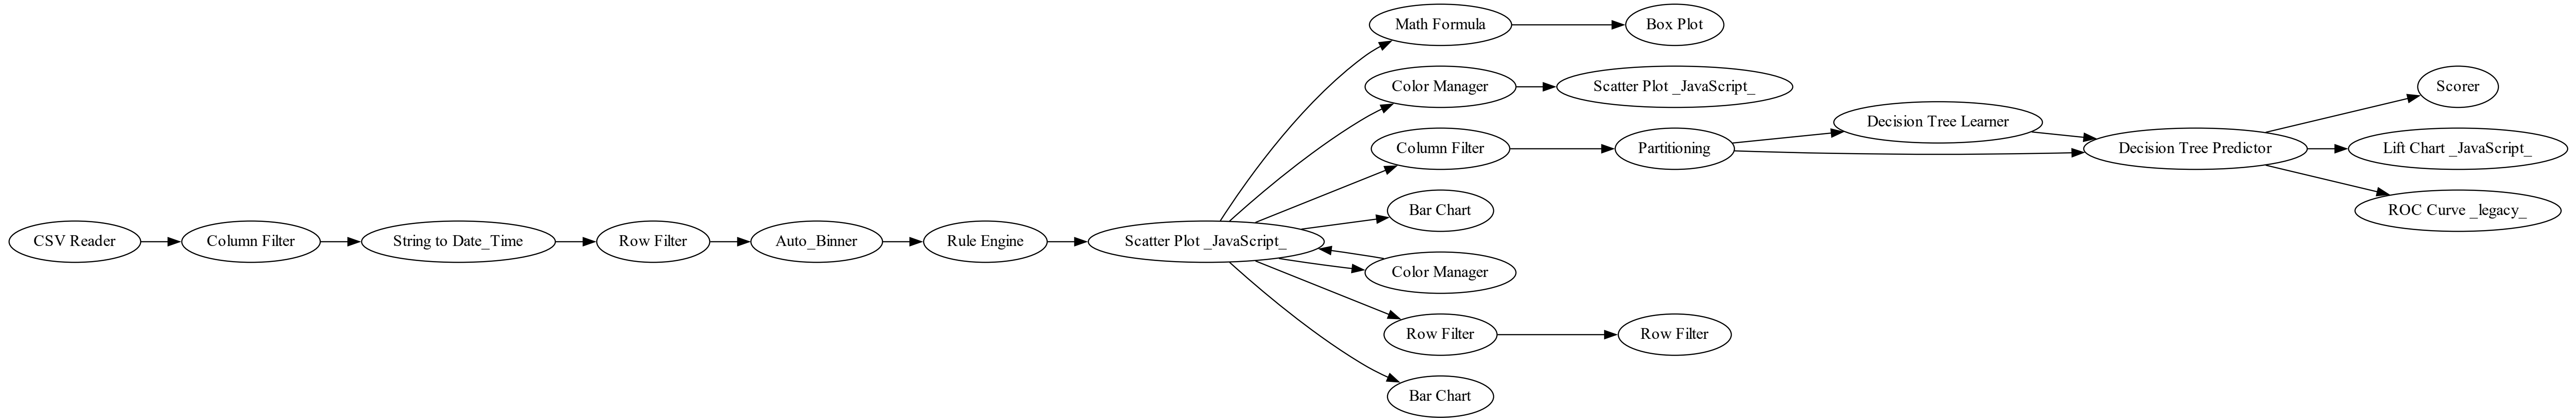 Math Formula
Box Plot
Color Manager
Scatter Plot _JavaScript_
Scorer
Decision Tree Learner
Column Filter
Partitioning
Decision Tree Predictor
Lift Chart _JavaScript_
Bar Chart
ROC Curve _legacy_
CSV Reader
Column Filter
String to Date_Time
Row Filter
Auto_Binner
Rule Engine
Scatter Plot _JavaScript_
Color Manager
Row Filter
Row Filter
Bar Chart